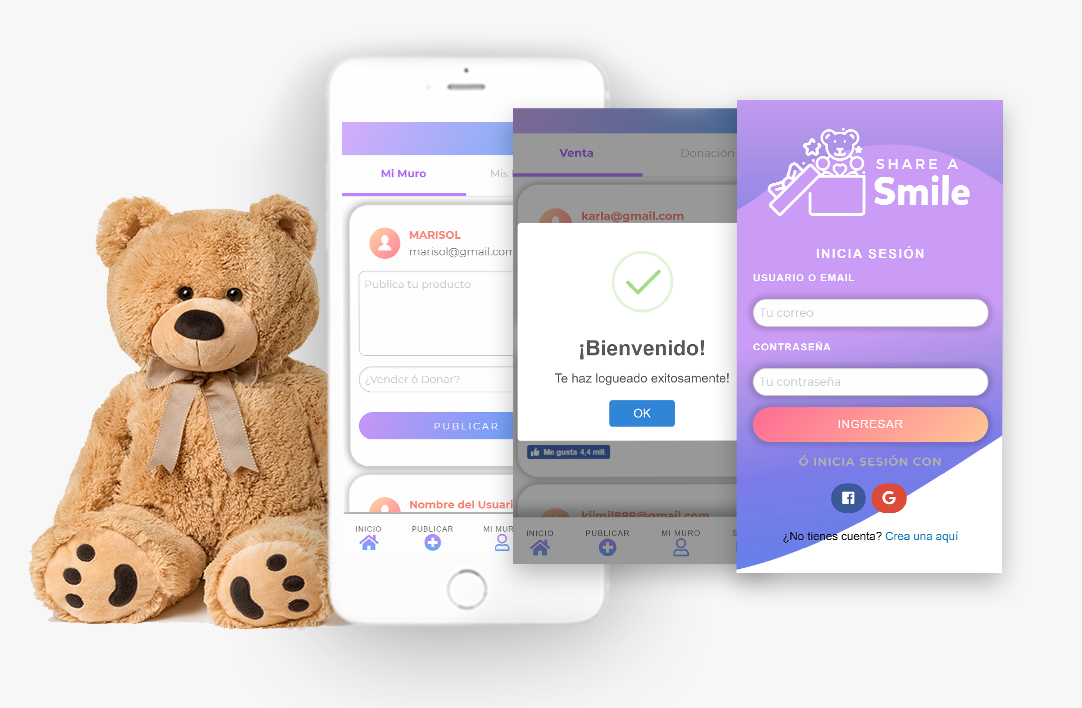 Mi Muro
Mis
MARISOL
marisol@gmail.com
Publica tu producto
¿Vender ó Donar?
PUBLICAR
Nombre del Usuari
INICIO
PUBLICAR
MI MUR
Venta
Donación
karla@gmail.com
¡Bienvenido!
Te haz logueado exitosamente!
OK
Me gusta 4,4 mil.
kjimil888@gmail.com
INICIO
PUBLICAR
MI MURO
S
SHARE A
Smile
INICIA SESIÓN
USUARIO O EMAIL
Tu correo
CONTRASEÑA
Tu contraseña
INGRESAR
Ó INICIA SESIÓN CON
G
¿No tienes cuenta? Crea una aquí